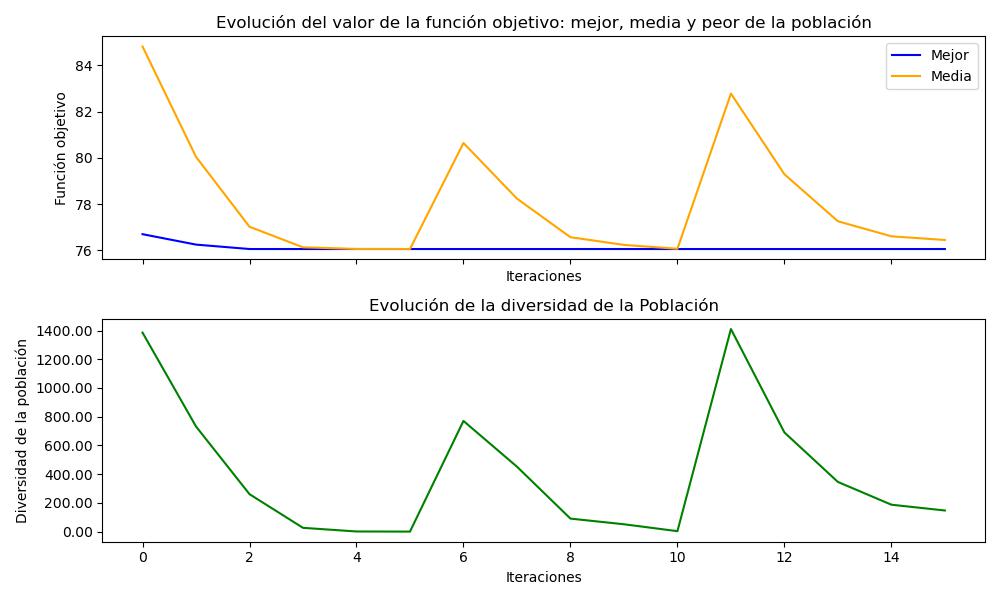 Evolución del valor de la función objetivo: mejor, media y peor de la población
Mejor
Media
Función objetivo
84
82
80
78
76
Iteraciones
Evolución de la diversidad de la Población
Diversidad de la población
1400.00
1200.00
1000.00
800.00
600.00
400.00
200.00
0.00
0 2 4 6 8 10 12 14
Iteraciones